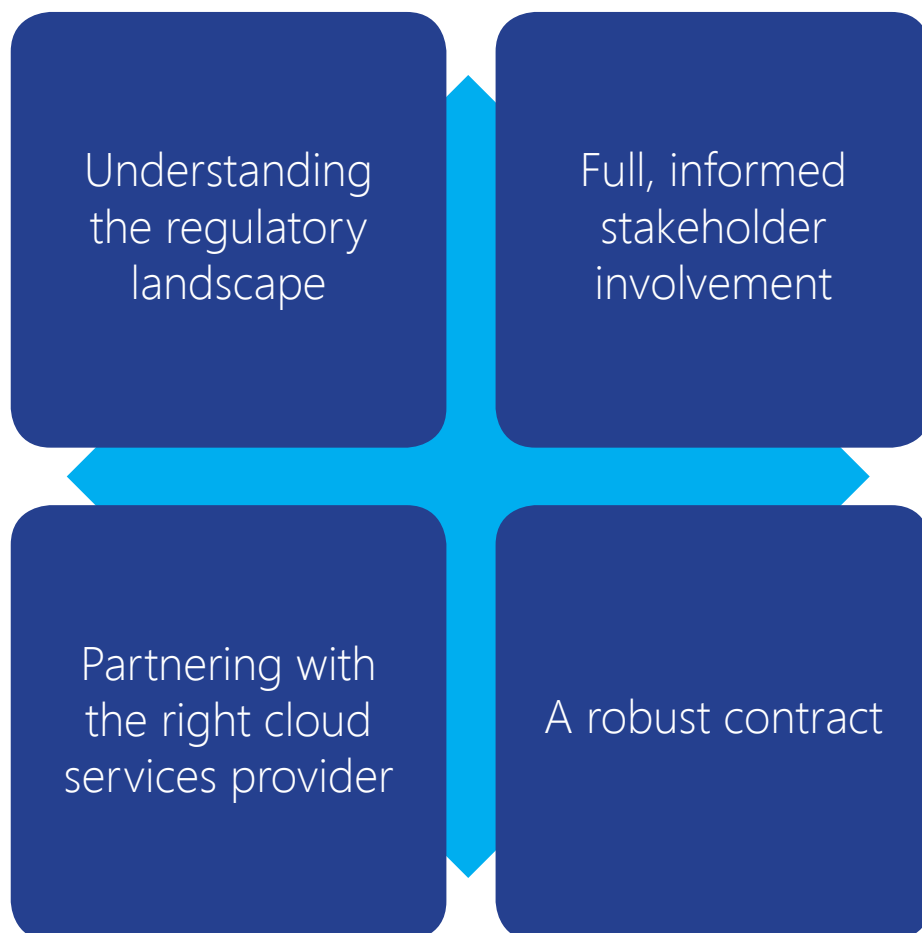 Understanding
the regulatory
landscape
Full, informed
stakeholder
involvement
Partnering with
the right cloud
services provider
A robust contract